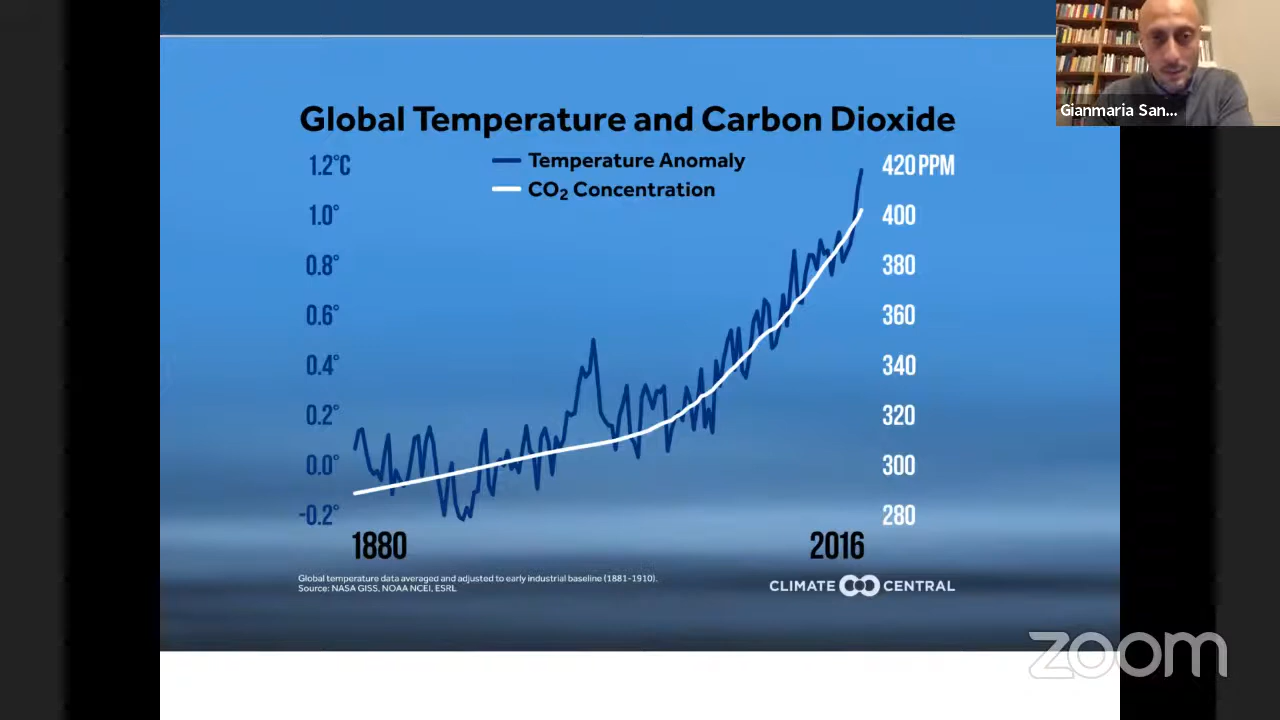 Gianmaria San...
Global Temperature and Carbon Dioxide
Temperature Anomaly
CO₂ Concentration
1.2°C
1.0°
0.8°
0.6°
0.4°
0.2°
0.0°
-0.2°
420 PPM
400
380
360
340
320
300
280
1880
2016
Global temperature data averaged and adjusted to early industrial baseline (1881-1910).
Source: NASA GISS, NOAA NCEI, ESRL
CLIMATE CENTRAL
zoom